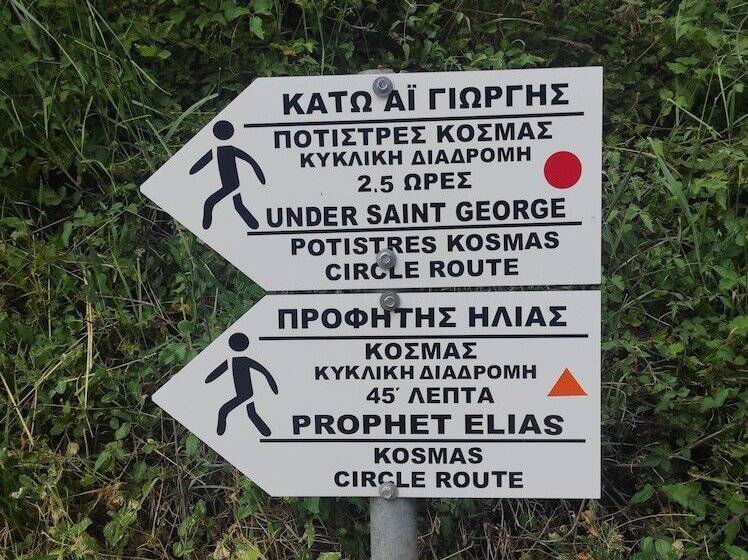 ΚΑΤΩ ΑΪ ΓΙΩΡΓΗΣ
ΠΟΤΙΣΤΡΕΣ ΚΟΣΜΑΣ
ΚΥΚΛΙΚΗ ΔΙΑΔΡΟΜΗ
2.5 ΩΡΕΣ
UNDER SAINT GEORGE
POTISTRES KOSMAS
CIRCLE ROUTE
ΠΡΟΦΗΤΗΣ ΗΛΙΑΣ
ΚΟΣΜΑΣ
ΚΥΚΛΙΚΗ ΔΙΑΔΡΟΜΗ
45΄ ΛΕΠΤΑ
PROPHET ELIAS
KOSMAS
CIRCLE ROUTE